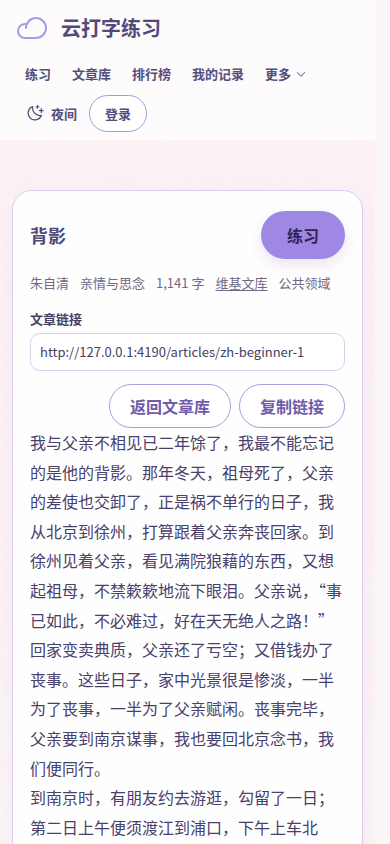 云打字练习
练习 文章库 排行榜 我的记录 更多
夜间 登录
背影 练习
朱自清 亲情与思念 1,141 字 维基文库 公共领域
文章链接
http://127.0.0.1:4190/articles/zh-beginner-1
返回文章库 复制链接
我与父亲不相见已二年馀了，我最不能忘记
的是他的背影。那年冬天，祖母死了，父亲
的差使也交卸了，正是祸不单行的日子，我
从北京到徐州，打算跟着父亲奔丧回家。到
徐州见着父亲，看见满院狼藉的东西，又想
起祖母，不禁簌簌地流下眼泪。父亲说，“事
已如此，不必难过，好在天无绝人之路！”
回家变卖典质，父亲还了亏空；又借钱办了
丧事。这些日子，家中光景很是惨淡，一半
为了丧事，一半为了父亲赋闲。丧事完毕，
父亲要到南京谋事，我也要回北京念书，我
们便同行。
到南京时，有朋友约去游逛，勾留了一日；
第二日上午便须渡江到浦口，下午上车北